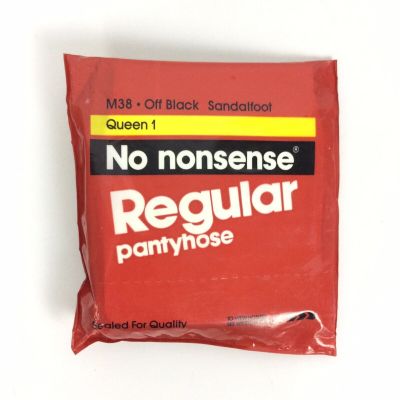 M38 • Off Black Sandalfoot
Queen 1
No nonsense®
Regular
pantyhose
Sealed For Quality